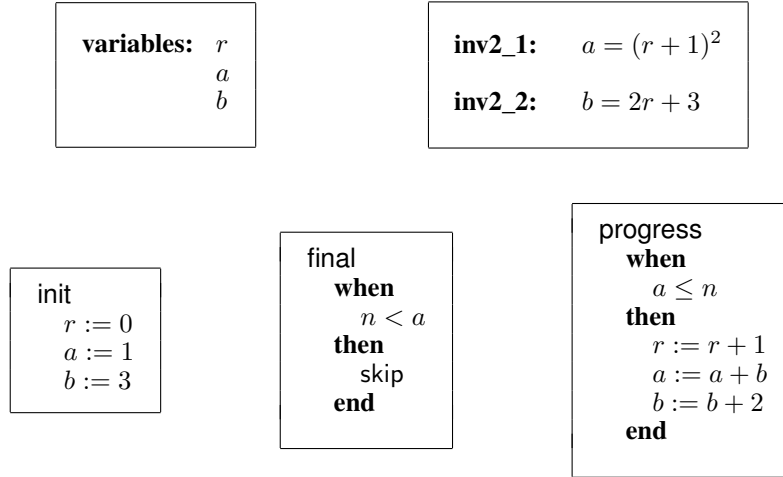 variables: r
a
b
inv2_1: a = (r + 1)²
inv2_2: b = 2r + 3
init
r := 0
a := 1
b := 3
final
when
n < a
then
skip
end
progress
when
a ≤ n
then
r := r + 1
a := a + b
b := b + 2
end